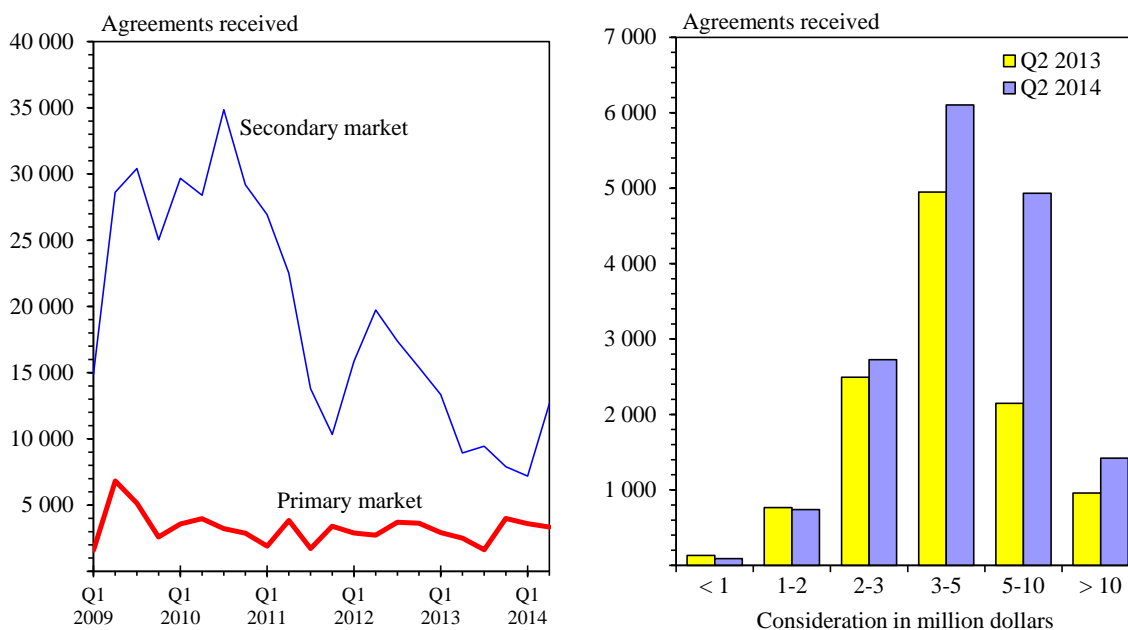 Agreements received
40 000
35 000
30 000
25 000
20 000
15 000
10 000
5 000
Secondary market
Primary market
Q1 Q1 Q1 Q1 Q1 Q1
2009 2010 2011 2012 2013 2014
Agreements received
7 000
6 000
5 000
4 000
3 000
2 000
1 000
Q2 2013
Q2 2014
< 1 1-2 2-3 3-5 5-10 > 10
Consideration in million dollars